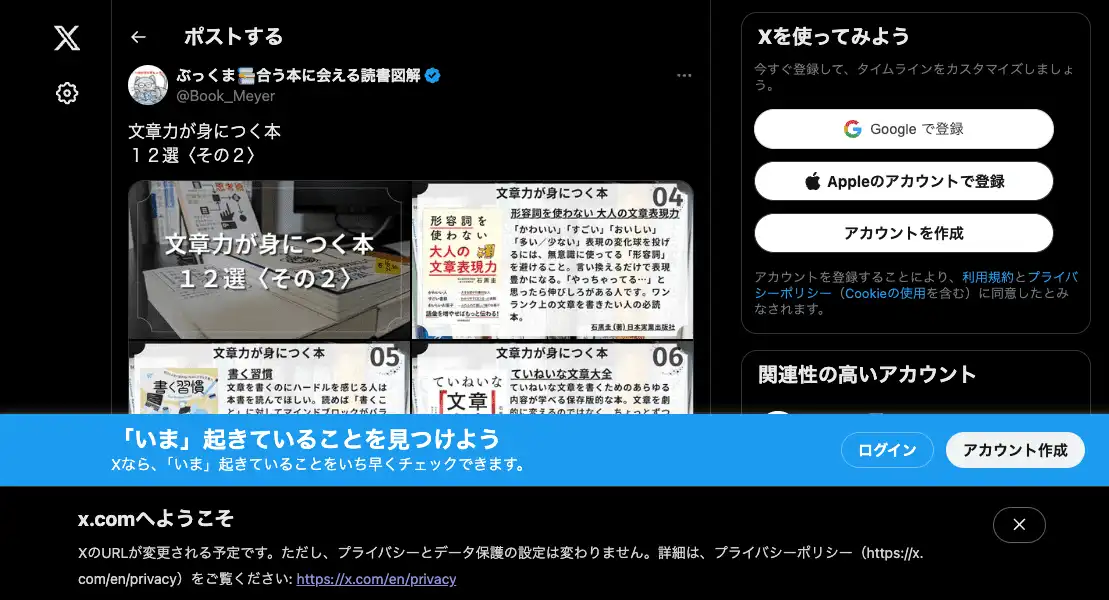 ポストする
ぶっくま📚合う本に会える読書図解
@Book_Meyer
文章力が身につく本
１２選〈その２〉
文章力が身につく本
１２選〈その２〉
文章力が身につく本
04
形容詞を
使わない
大人の
文章表現力
石黒圭
語彙を増やせばもっと伝わる!
形容詞を使わない 大人の文章表現力
「かわいい」「すごい」「おいしい」
「多い／少ない」表現の変化球を投げ
るには、無意識に使ってる「形容詞」
を避けること。言い換えるだけで表現
豊かになる。「やっちゃってる…」と
思ったら伸びしろがある人です。ワン
ランク上の文章を書きたい人の必読
本。
石黒圭 (著) 日本実業出版社
文章力が身につく本
05
書く習慣
書く習慣
文章を書くのにハードルを感じる人は
本書を読んでほしい。読めば「書くこ
と」に対してマインドブロックがバラ
文章力が身につく本
06
ていねいな
文章
ていねいな文章大全
ていねいな文章を書くためのあらゆる
内容が学べる保存版的な本。文章を劇
的に変えるのではなく、ちょっとずつ
Xを使ってみよう
今すぐ登録して、タイムラインをカスタマイズしましょ
う。
Google で登録
Appleのアカウントで登録
アカウントを作成
アカウントを登録することにより、利用規約とプライバ
シーポリシー（Cookieの使用を含む）に同意したとみ
なされます。
関連性の高いアカウント
「いま」起きていることを見つけよう
Xなら、「いま」起きていることをいち早くチェックできます。
ログイン
アカウント作成
x.comへようこそ
XのURLが変更される予定です。ただし、プライバシーとデータ保護の設定は変わりません。詳細は、プライバシーポリシー（https://x.
com/en/privacy）をご覧ください: https://x.com/en/privacy